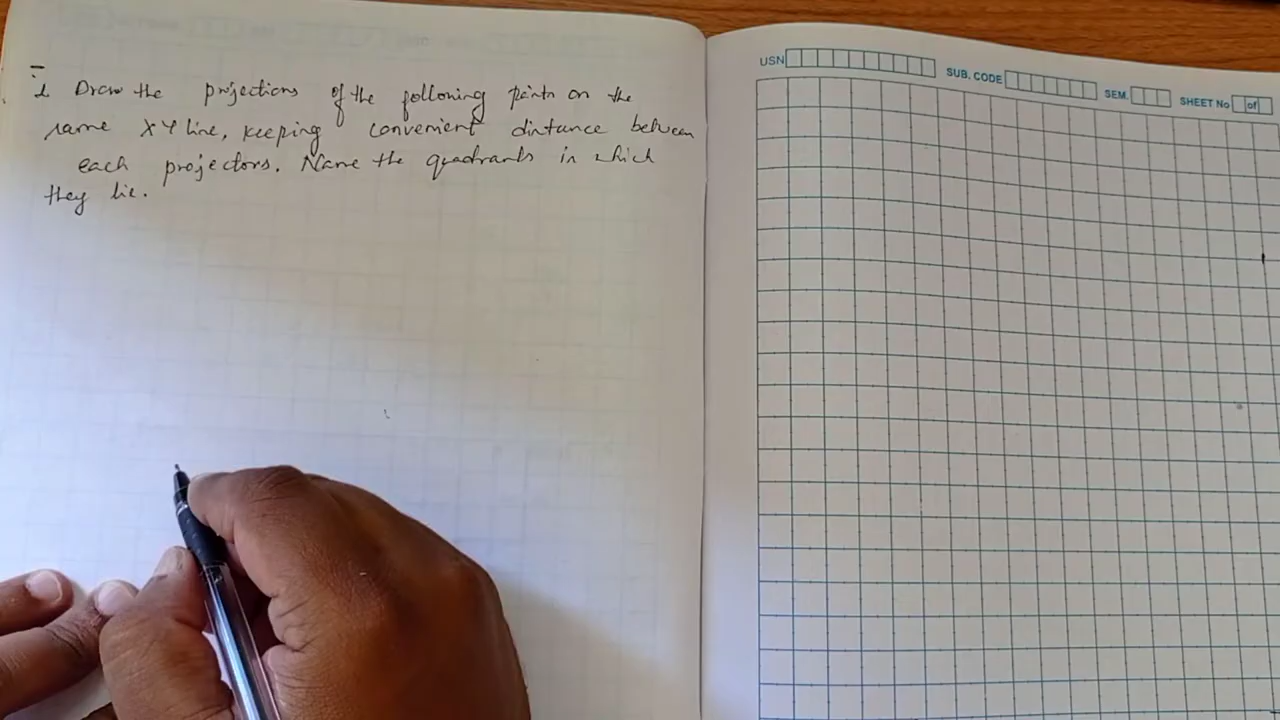 1. Draw the projections of the following points on the
same XY line, keeping convenient distance between
each projectors. Name the quadrants in which
they lie.
USN SUB. CODE SEM. SHEET No of